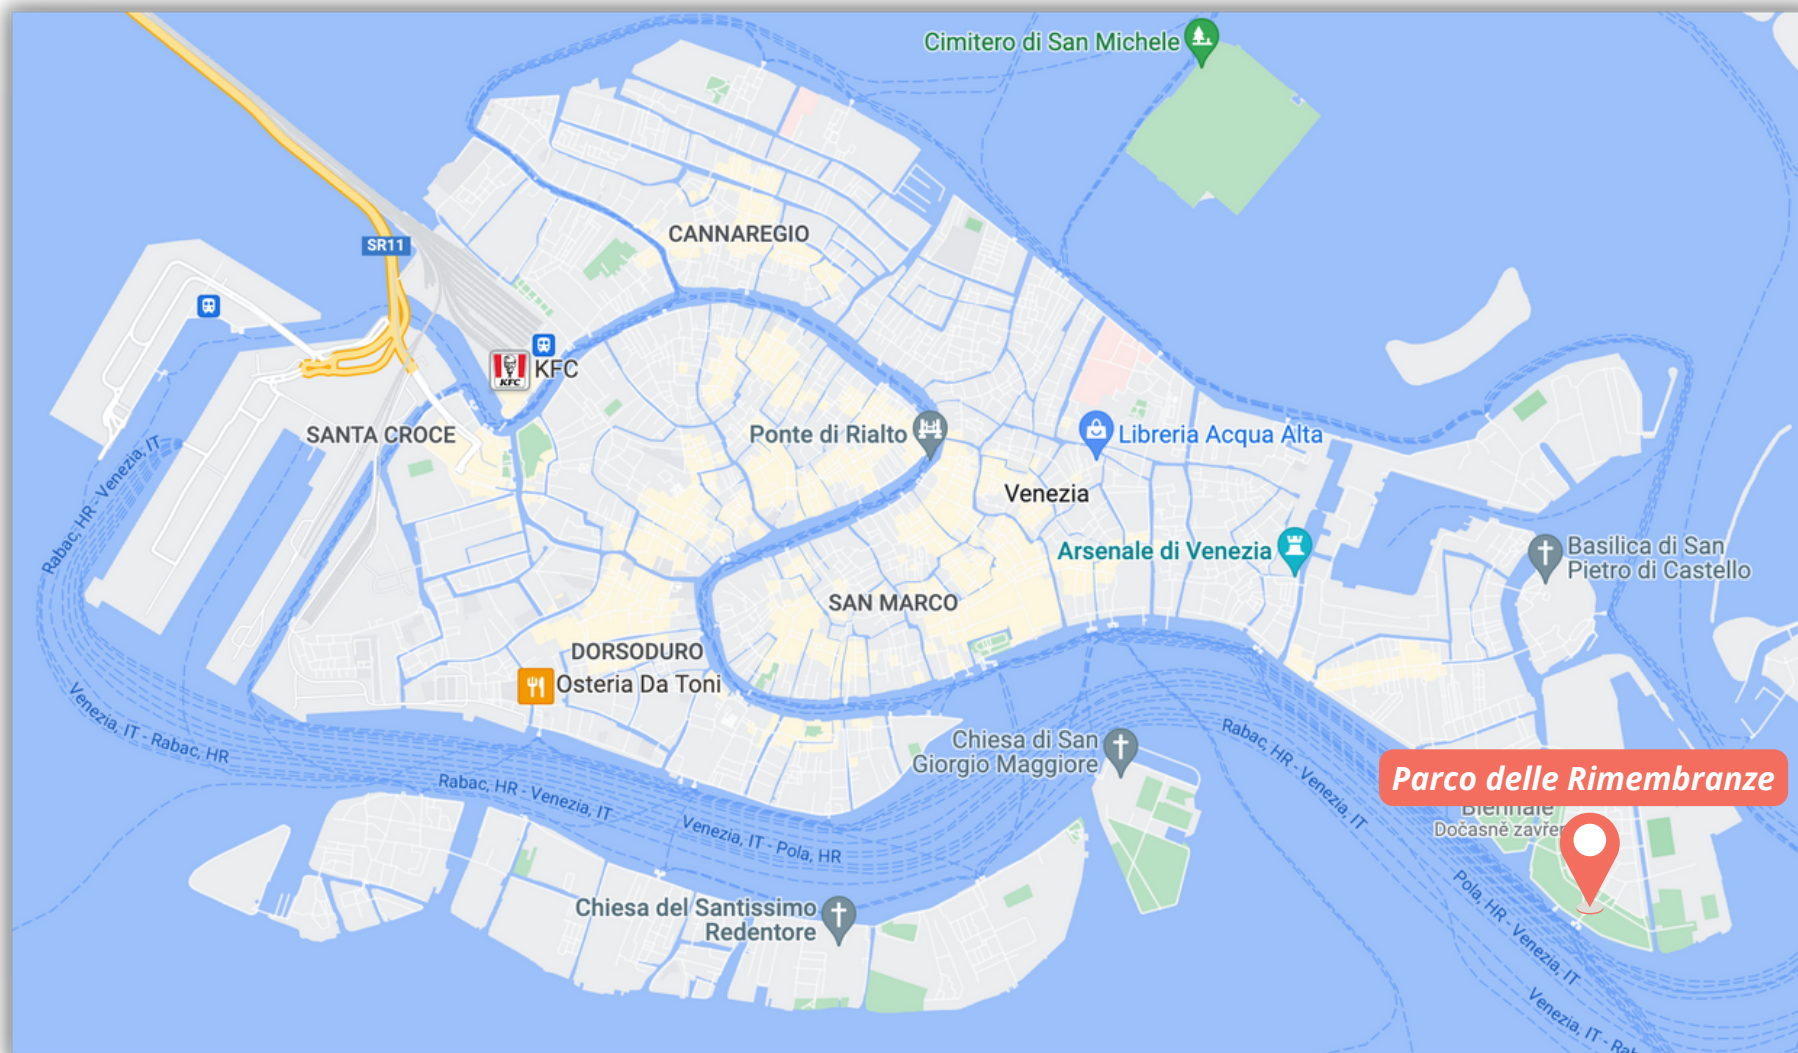 Cimitero di San Michele
CANNAREGIO
SR11
KFC
KFC
SANTA CROCE
Ponte di Rialto
Libreria Acqua Alta
Venezia
Rabac, HR - Venezia, IT
Arsenale di Venezia
Basilica di San
Pietro di Castello
SAN MARCO
DORSODURO
Osteria Da Toni
Venezia, IT - Rabac, HR
Chiesa di San
Giorgio Maggiore
Rabac, HR - Venezia, IT
Parco delle Rimembranze
Biennale
Dočasně zavřen
Rabac, HR - Venezia, IT
Venezia, IT - Pola, HR
Pola, HR - Venezia, IT
Chiesa del Santissimo
Redentore
Venezia, IT - Rab